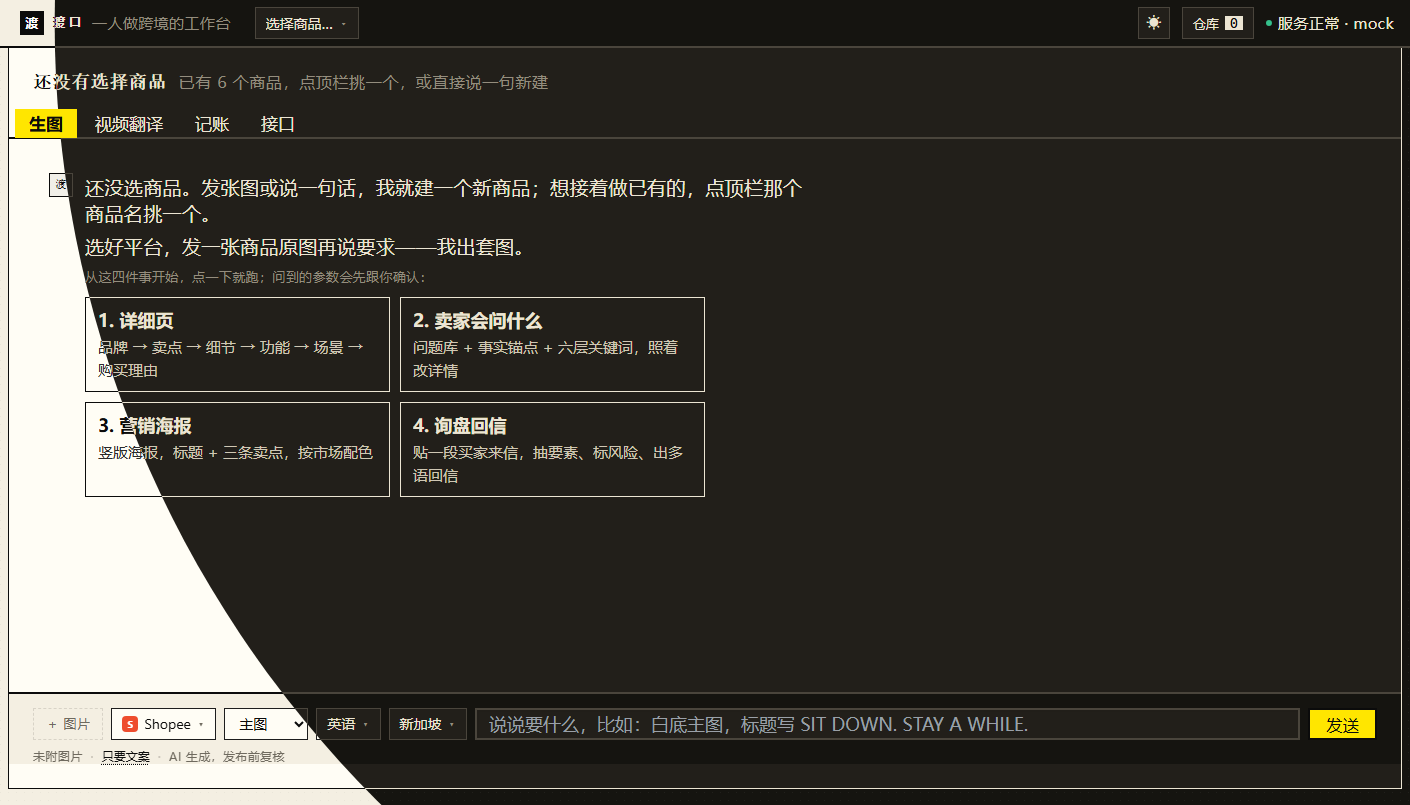 渡 渡口 一人做跨境的工作台 选择商品... 仓库 0 服务正常 · mock
还没有选择商品 已有 6 个商品，点顶栏挑一个，或直接说一句新建
生图 视频翻译 记账 接口
渡 还没选商品。发张图或说一句话，我就建一个新商品；想接着做已有的，点顶栏那个
商品名挑一个。
选好平台，发一张商品原图再说要求——我出套图。
从这四件事开始，点一下就跑；问到的参数会先跟你确认：
1. 详细页
品牌 → 卖点 → 细节 → 功能 → 场景 →
购买理由
2. 卖家会问什么
问题库 + 事实锚点 + 六层关键词，照着
改详情
3. 营销海报
竖版海报，标题 + 三条卖点，按市场配色
4. 询盘回信
贴一段买家来信，抽要素、标风险、出多
语回信
+ 图片 S Shopee 主图 英语 新加坡 说说要什么，比如：白底主图，标题写 SIT DOWN. STAY A WHILE. 发送
未附图片 · 只要文案 · AI 生成，发布前复核